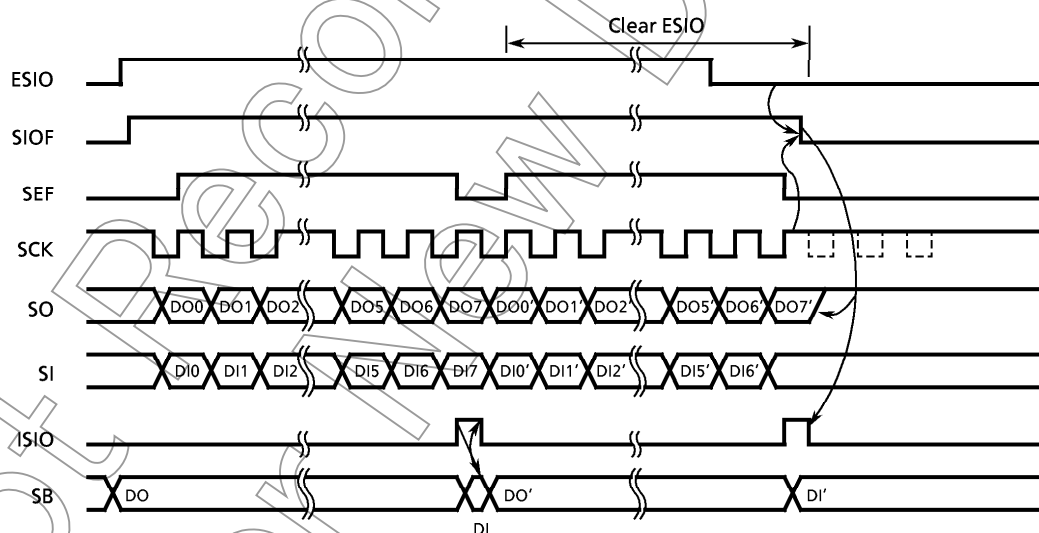 Clear ESIO
ESIO
SIOF
SEF
SCK
SO DO0 DO1 DO2 DO5 DO6 DO7 DO0′ DO1′ DO2′ DO5′ DO6′ DO7′
SI DI0 DI1 DI2 DI5 DI6 DI7 DI0′ DI1′ DI2′ DI5′ DI6′
ISIO
SB DO DO′ DI′
DI